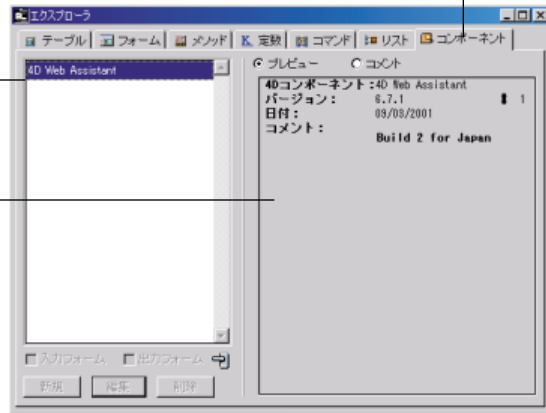 エクスプローラ
テーブル フォーム メソッド 定数 コマンド リスト コンポーネント
4D Web Assistant
プレビュー コメント
4Dコンポーネント:4D Web Assistant
バージョン: 6.7.1 1
日付: 09/03/2001
コメント:
Build 2 for Japan
入力フォーム 出力フォーム
新規 編集 削除